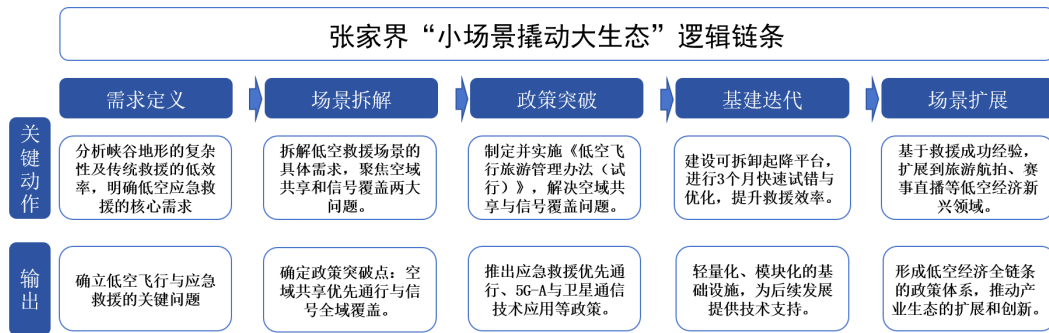 张家界“小场景撬动大生态”逻辑链条
需求定义
场景拆解
政策突破
基建迭代
场景扩展
关键动作
分析峡谷地形的复杂
性及传统救援的低效
率，明确低空应急救
援的核心需求
拆解低空救援场景的
具体需求，聚焦空域
共享和信号覆盖两大
问题。
制定并实施《低空飞
行旅游管理办法（试
行）》，解决空域共
享与信号覆盖问题。
建设可拆卸起降平台，
进行3个月快速试错与
优化，提升救援效率。
基于救援成功经验，
扩展到旅游航拍、赛
事直播等低空经济新
兴领域。
输出
确立低空飞行与应急
救援的关键问题
确定政策突破点：空
域共享优先通行与信
号全域覆盖。
推出应急救援优先通
行、5G-A与卫星通信
技术应用等政策。
轻量化、模块化的基
础设施，为后续发展
提供技术支持。
形成低空经济全链条
的政策体系，推动产
业生态的扩展和创新。